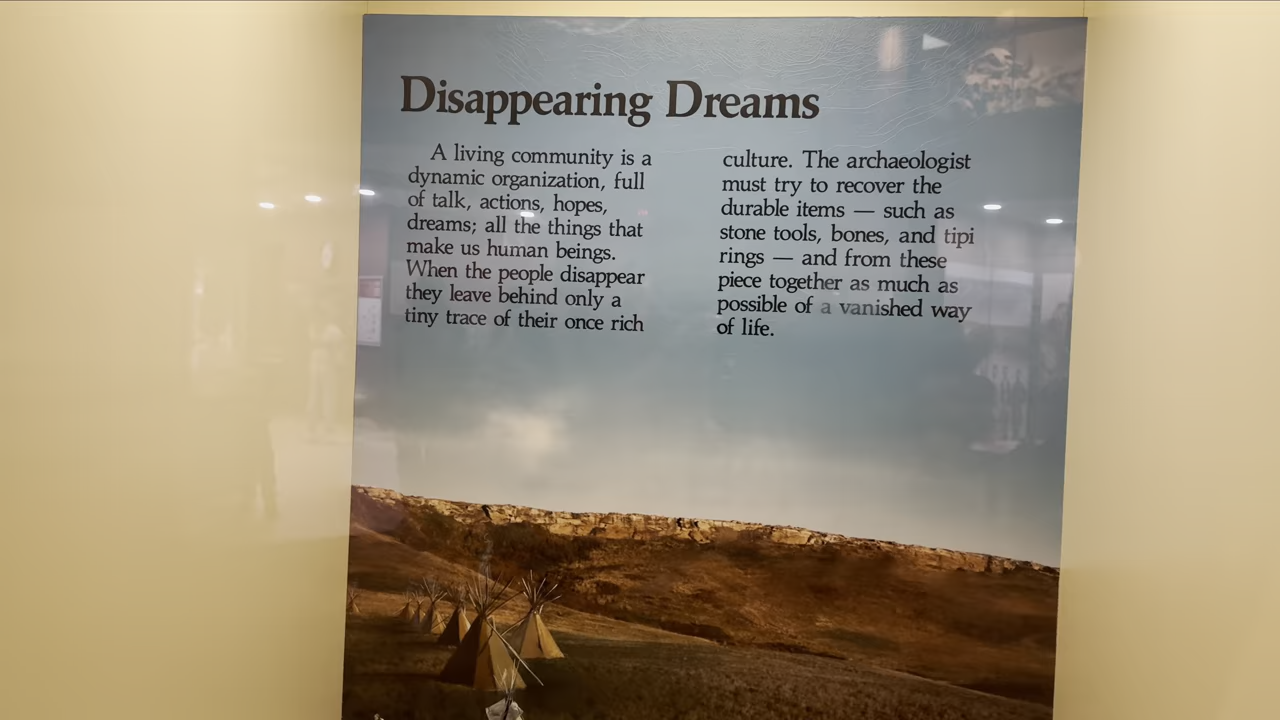 Disappearing Dreams
A living community is a
dynamic organization, full
of talk, actions, hopes,
dreams; all the things that
make us human beings.
When the people disappear
they leave behind only a
tiny trace of their once rich
culture. The archaeologist
must try to recover the
durable items — such as
stone tools, bones, and tipi
rings — and from these
piece together as much as
possible of a vanished way
of life.